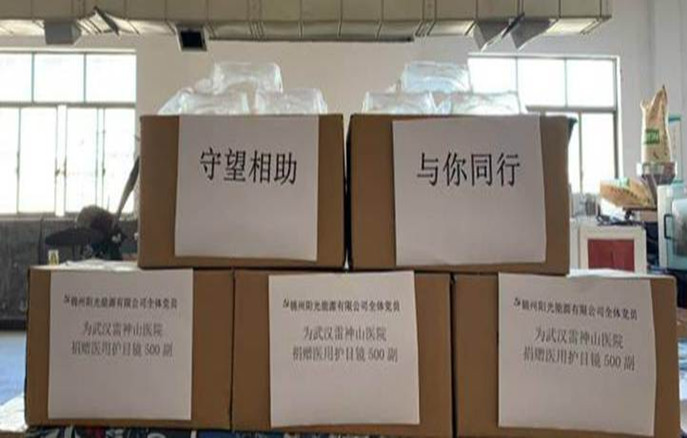 守望相助
与你同行
锦州阳光能源有限公司全体党员
为武汉雷神山医院
捐赠医用护目镜500副
锦州阳光能源有限公司全体党员
为武汉雷神山医院
捐赠医用护目镜500副
锦州阳光能源有限公司全体党员
为武汉雷神山医院
捐赠医用护目镜500副